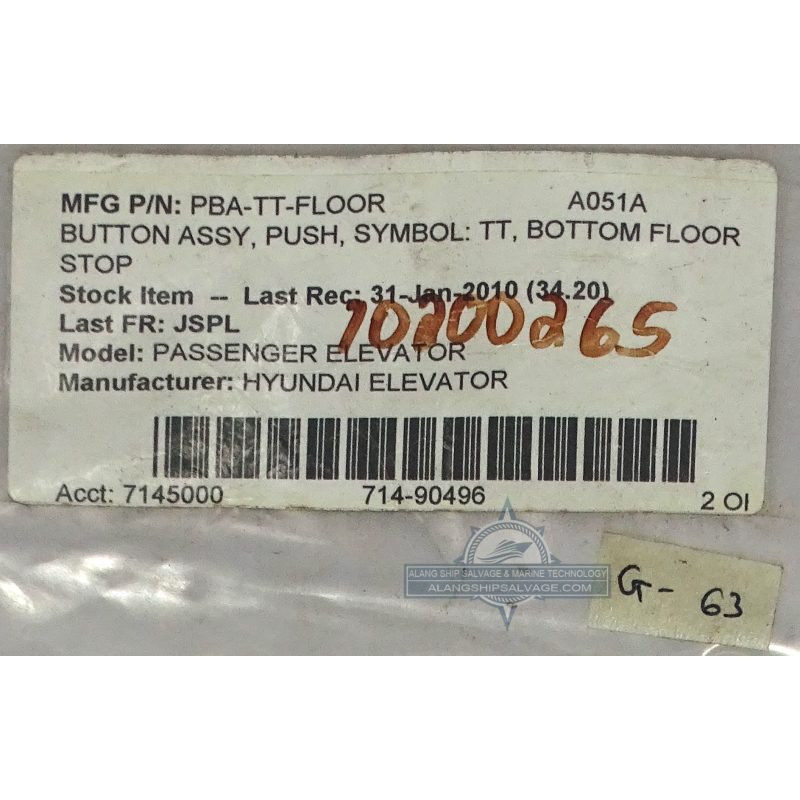 MFG P/N: PBA-TT-FLOOR A051A
BUTTON ASSY, PUSH, SYMBOL: TT, BOTTOM FLOOR
STOP
Stock Item -- Last Rec: 31-Jan-2010 (34.20)
Last FR: JSPL
10200265
Model: PASSENGER ELEVATOR
Manufacturer: HYUNDAI ELEVATOR
Acct: 7145000 714-90496 2 OI
ALANG SHIP SALVAGE & MARINE TECHNOLOGY
ALANGSHIPSALVAGE.COM
G- 63